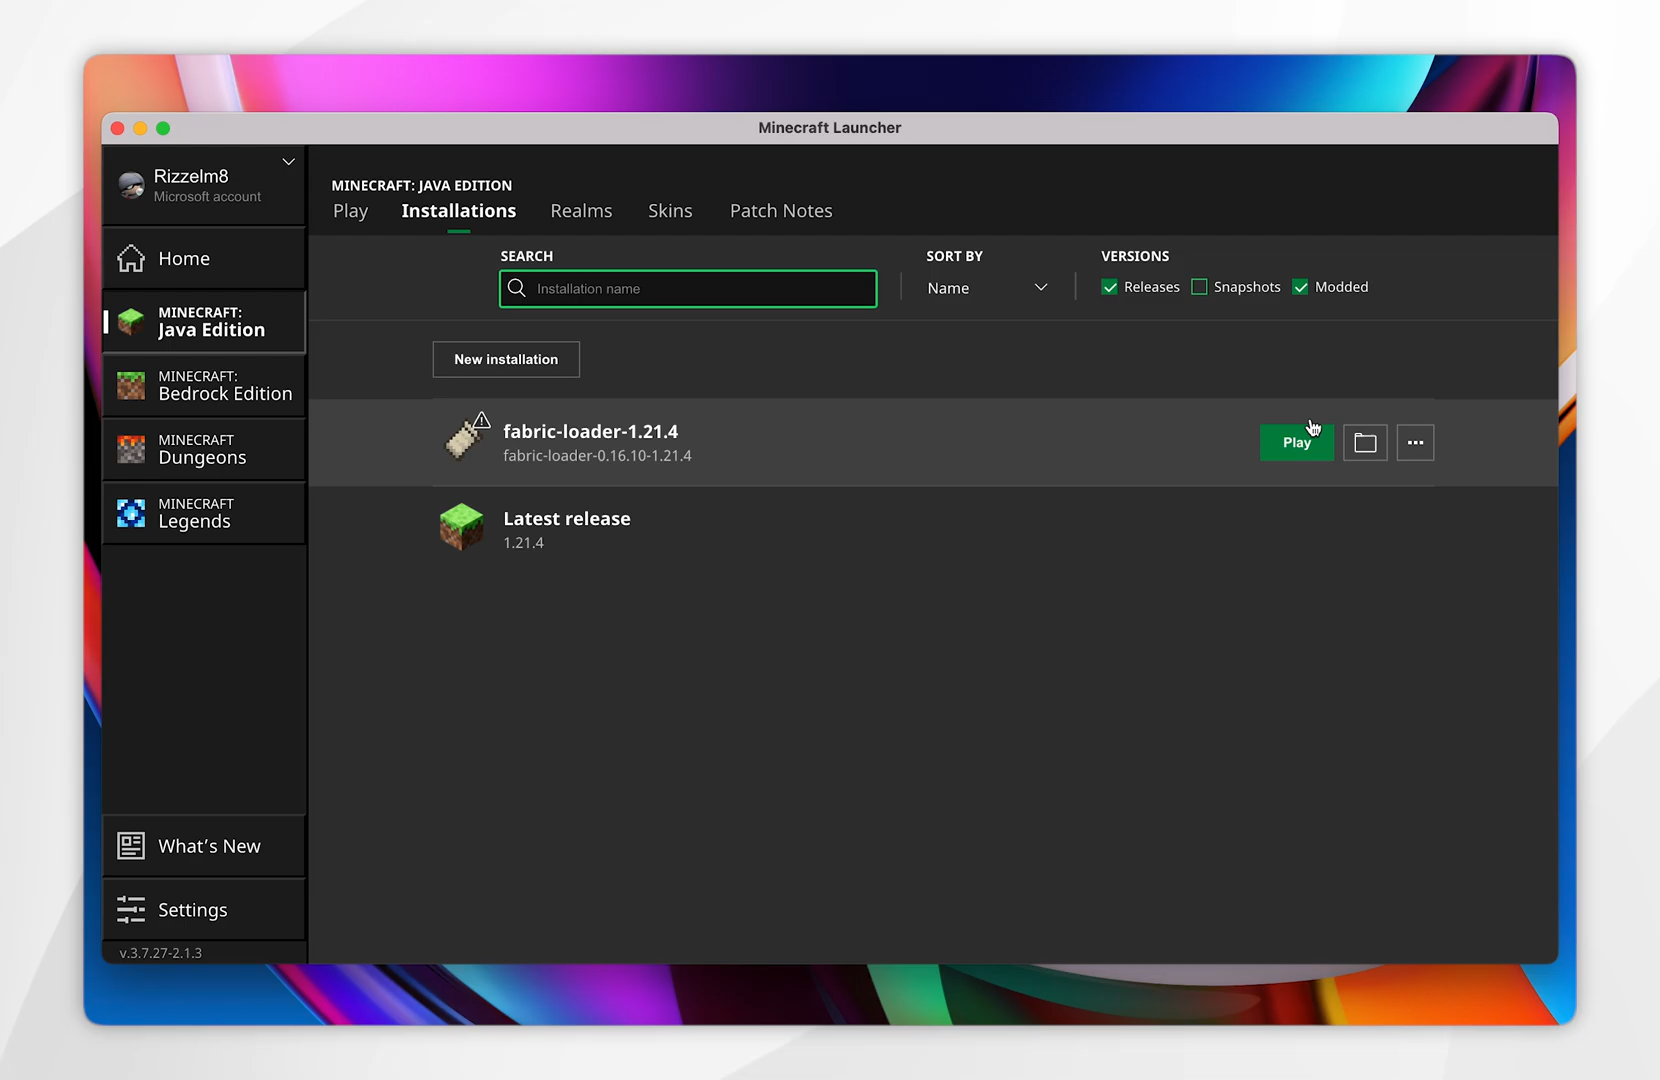 Minecraft Launcher
Rizzelm8
Microsoft account
Home
MINECRAFT:
Java Edition
MINECRAFT:
Bedrock Edition
MINECRAFT
Dungeons
MINECRAFT
Legends
What's New
Settings
v.3.7.27-2.1.3
MINECRAFT: JAVA EDITION
Play Installations Realms Skins Patch Notes
SEARCH SORT BY VERSIONS
Installation name Name Releases Snapshots Modded
New installation
fabric-loader-1.21.4
fabric-loader-0.16.10-1.21.4
Play
Latest release
1.21.4